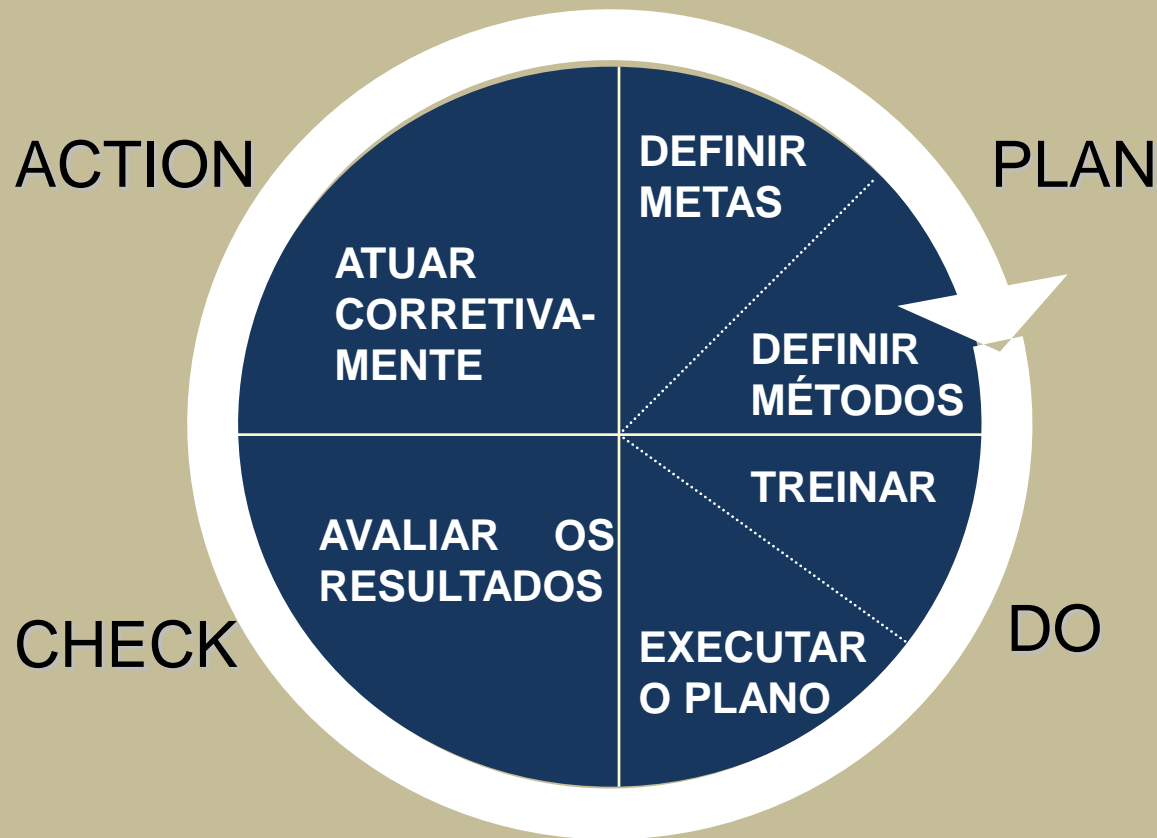 ACTION
PLAN
DEFINIR
METAS
ATUAR
CORRETIVA-
MENTE
DEFINIR
MÉTODOS
TREINAR
AVALIAR OS
RESULTADOS
EXECUTAR
O PLANO
CHECK
DO